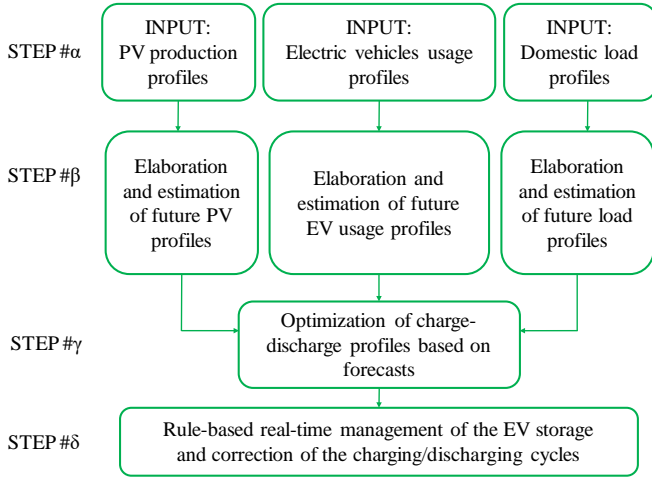 STEP #α
INPUT:
PV production
profiles
INPUT:
Electric vehicles usage
profiles
INPUT:
Domestic load
profiles
STEP #β
Elaboration
and estimation
of future PV
profiles
Elaboration and
estimation of future
EV usage profiles
Elaboration
and estimation
of future load
profiles
STEP #γ
Optimization of charge-
discharge profiles based on
forecasts
STEP #δ
Rule-based real-time management of the EV storage
and correction of the charging/discharging cycles